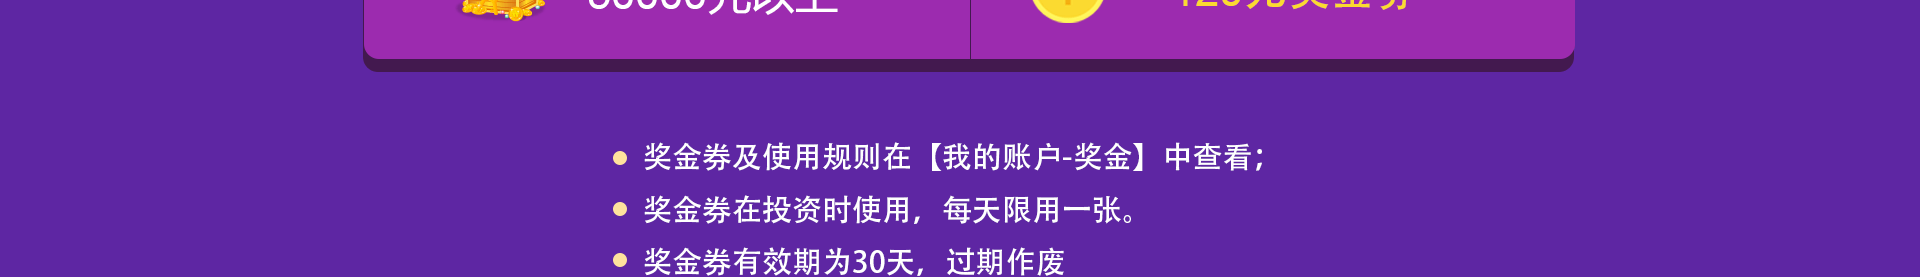 元以上
元奖金券
奖金券及使用规则在【我的账户-奖金】中查看；
奖金券在投资时使用，每天限用一张。
奖金券有效期为30天，过期作废